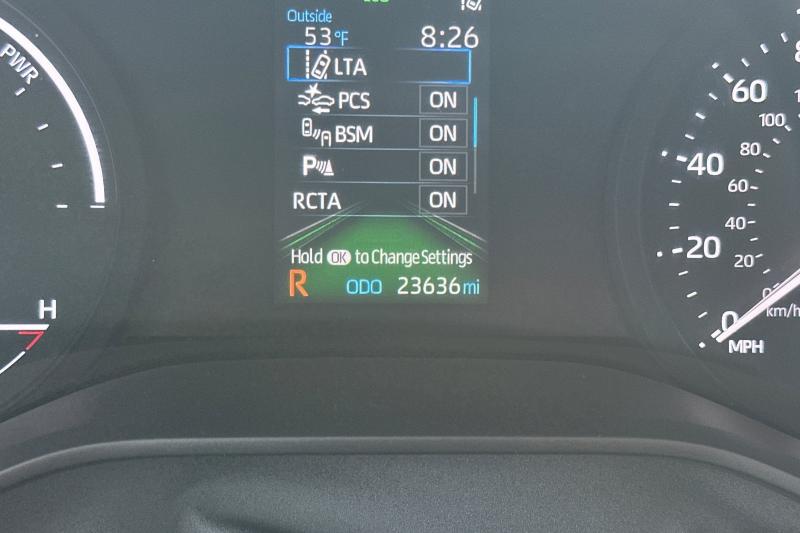 Outside
53°F 8:26
LTA
PCS ON
BSM ON
P ON
RCTA ON
Hold OK to Change Settings
R ODO 23636 mi
PWR
H
60
40
20
0
MPH
100
80
60
40
20
0
km/h